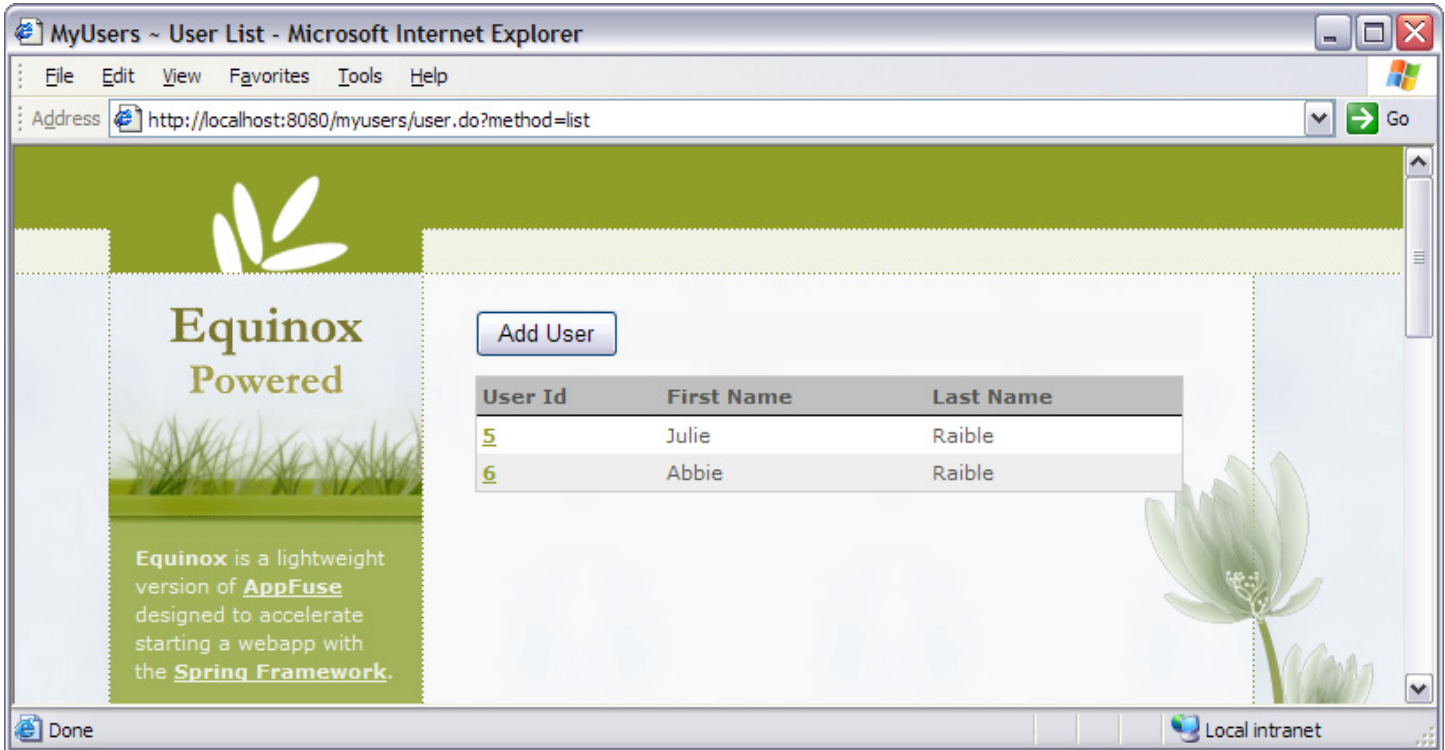 MyUsers ~ User List - Microsoft Internet Explorer
File Edit View Favorites Tools Help
Address http://localhost:8080/myusers/user.do?method=list Go
Equinox
Powered
Add User
User Id First Name Last Name
5 Julie Raible
6 Abbie Raible
Equinox is a lightweight
version of AppFuse
designed to accelerate
starting a webapp with
the Spring Framework.
Done Local intranet